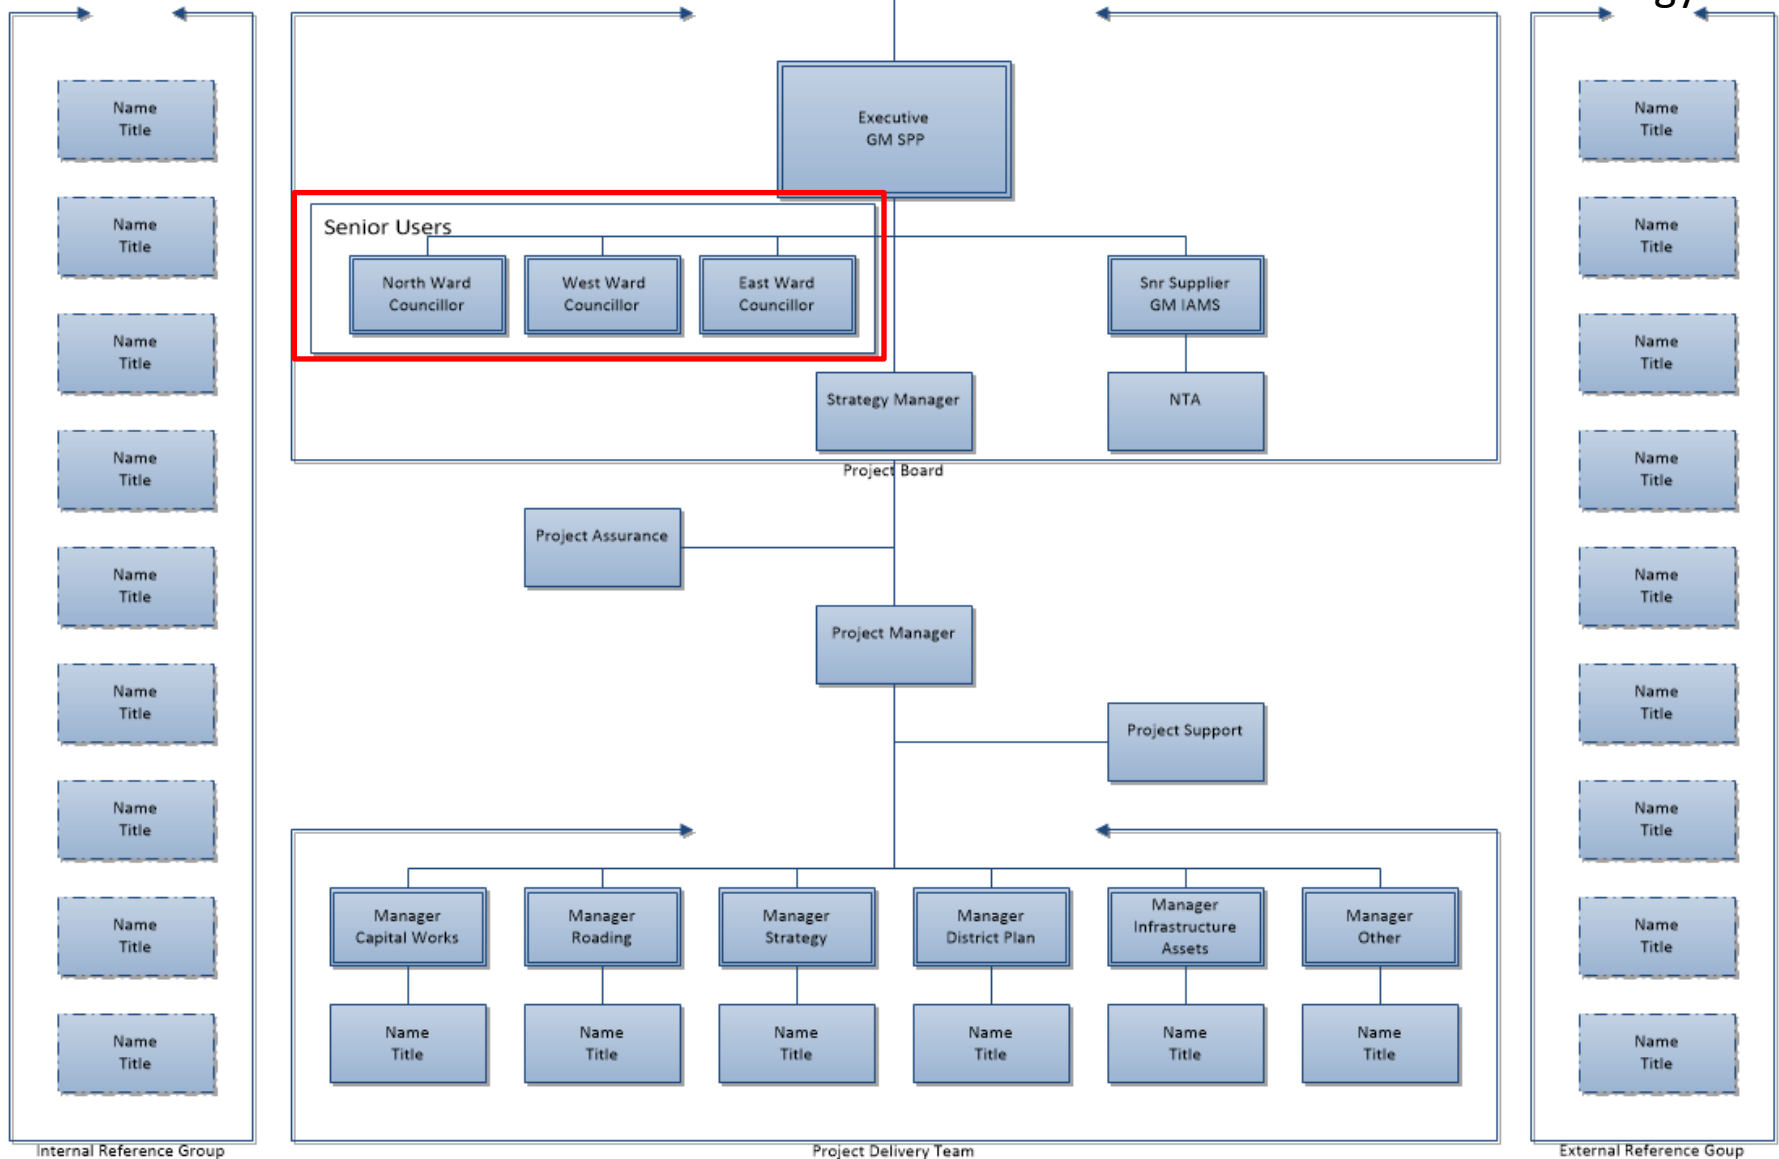 Name
Title
Name
Title
Name
Title
Name
Title
Name
Title
Name
Title
Name
Title
Name
Title
Name
Title
Internal Reference Group
Executive
GM SPP
Senior Users
North Ward
Councillor
West Ward
Councillor
East Ward
Councillor
Snr Supplier
GM IAMS
Strategy Manager
NTA
Project Board
Project Assurance
Project Manager
Project Support
Manager
Capital Works
Manager
Roading
Manager
Strategy
Manager
District Plan
Manager
Infrastructure
Assets
Manager
Other
Name
Title
Name
Title
Name
Title
Name
Title
Name
Title
Name
Title
Project Delivery Team
Name
Title
Name
Title
Name
Title
Name
Title
Name
Title
Name
Title
Name
Title
Name
Title
Name
Title
External Reference Goup